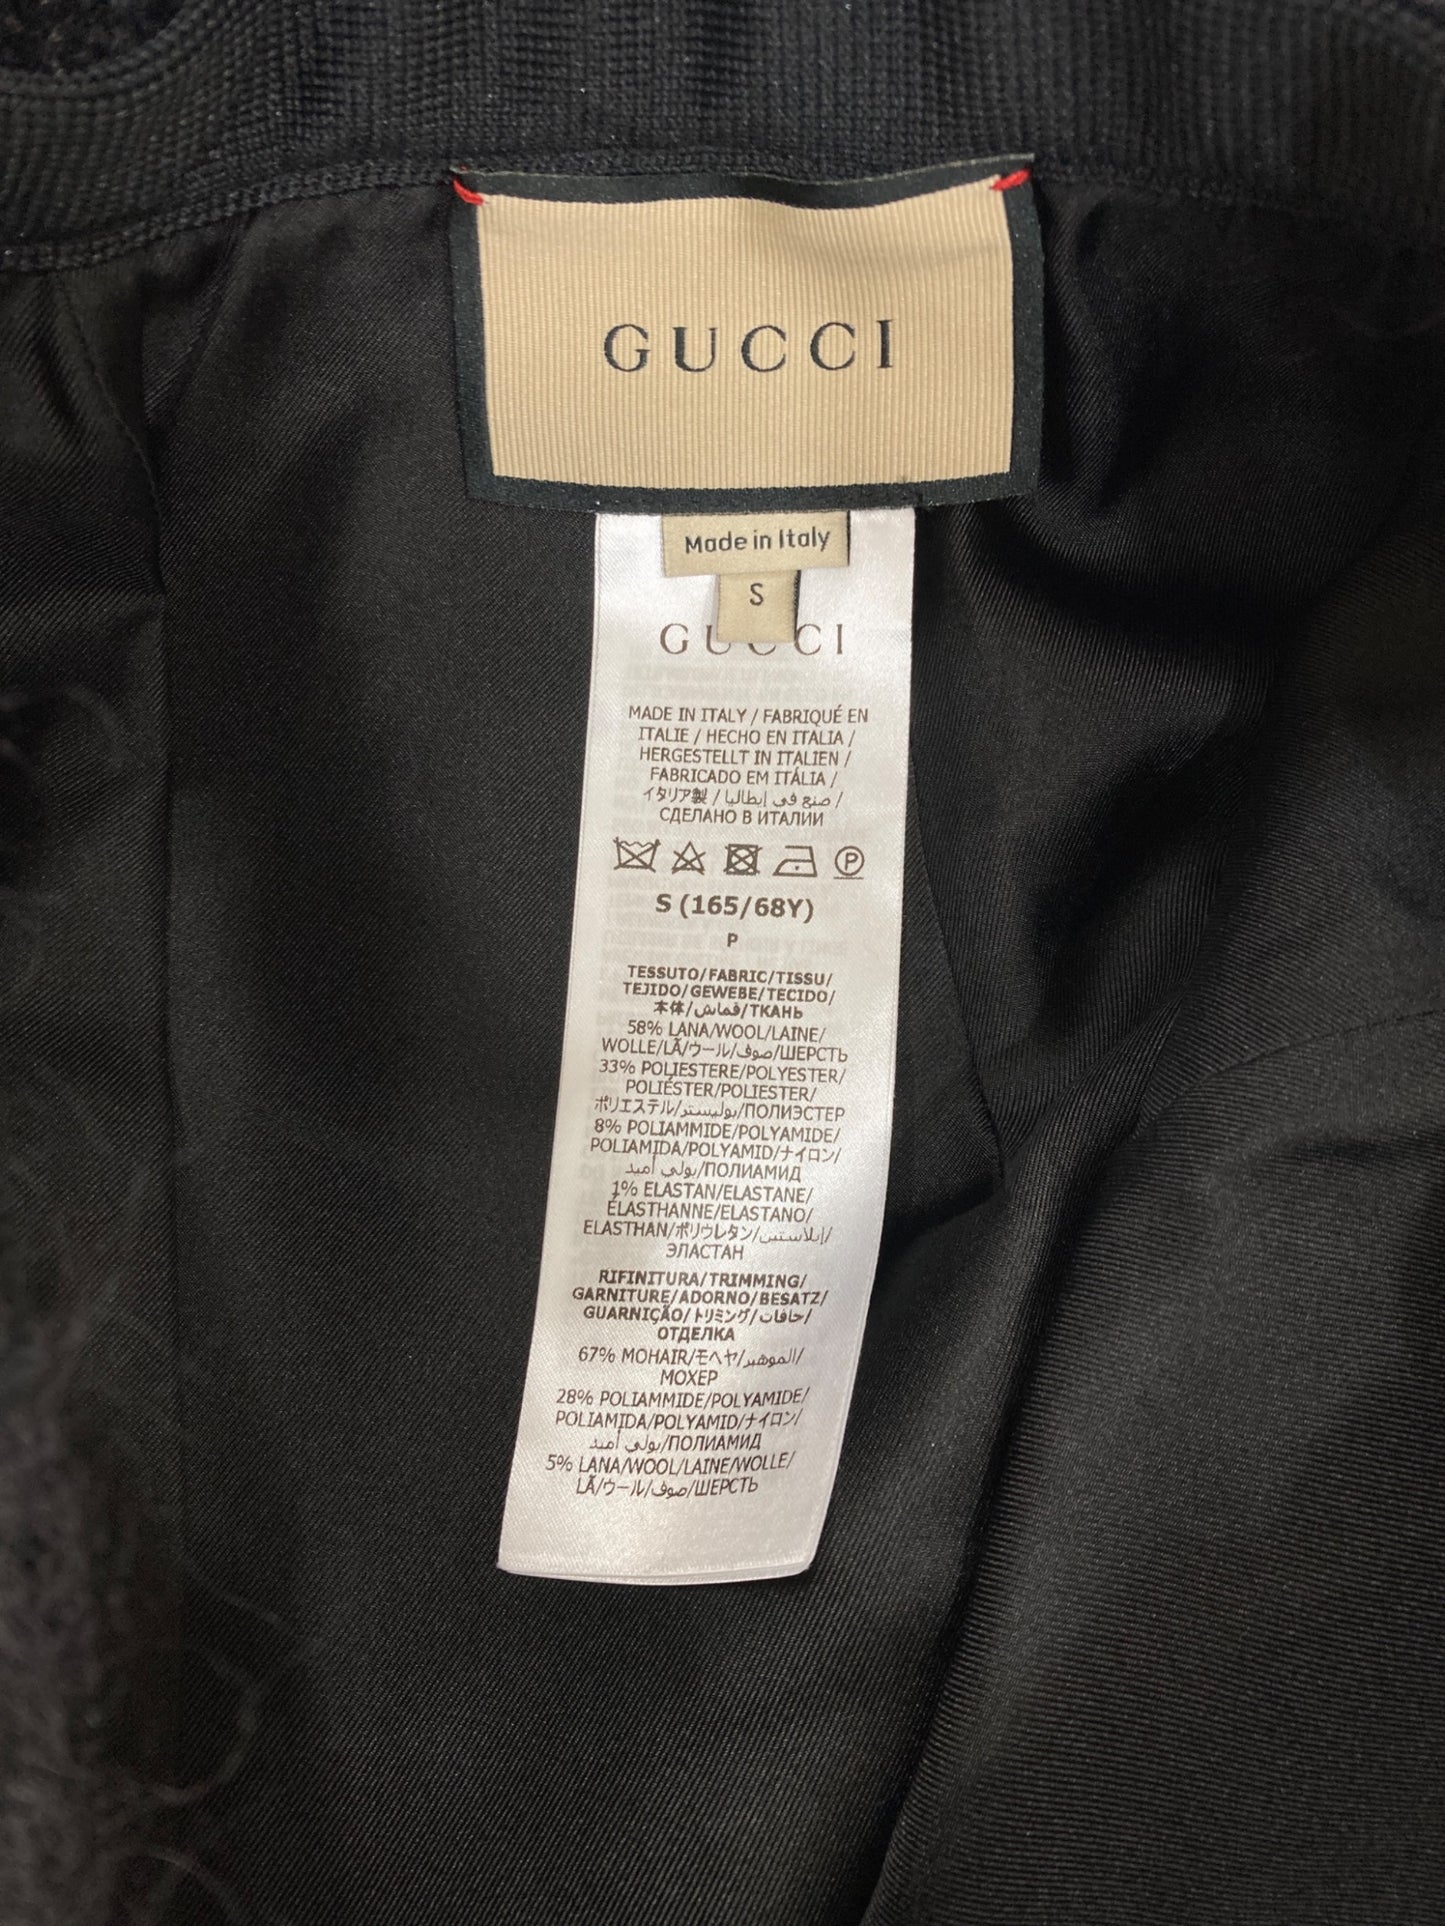 GUCCI
Made in Italy
S
GUCCI
MADE IN ITALY / FABRIQUÉ EN
ITALIE / HECHO EN ITALIA /
HERGESTELLT IN ITALIEN /
FABRICADO EM ITÁLIA /
イタリア製 / صنع في إيطاليا /
СДЕЛАНО В ИТАЛИИ
P
S (165/68Y)
P
TESSUTO/FABRIC/TISSU/
TEJIDO/GEWEBE/TECIDO/
本体/قماش/ТКАНЬ
58% LANA/WOOL/LAINE/
WOLLE/LÃ/ウール/صوف/ШЕРСТЬ
33% POLIESTERE/POLYESTER/
POLIÉSTER/POLIESTER/
ポリエステル/بوليستر/ПОЛИЭСТЕР
8% POLIAMMIDE/POLYAMIDE/
POLIAMIDA/POLYAMID/ナイロン/
بولي أميد/ПОЛИАМИД
1% ELASTAN/ELASTANE/
ÉLASTHANNE/ELASTANO/
ELASTHAN/ポリウレタン/إيلاستين/
ЭЛАСТАН
RIFINITURA/TRIMMING/
GARNITURE/ADORNO/BESATZ/
GUARNIÇÃO/トリミング/حافات/
ОТДЕЛКА
67% MOHAIR/モヘヤ/الموهير/
МОХЕР
28% POLIAMMIDE/POLYAMIDE/
POLIAMIDA/POLYAMID/ナイロン/
بولي أميد/ПОЛИАМИД
5% LANA/WOOL/LAINE/WOLLE/
LÃ/ウール/صوف/ШЕРСТЬ